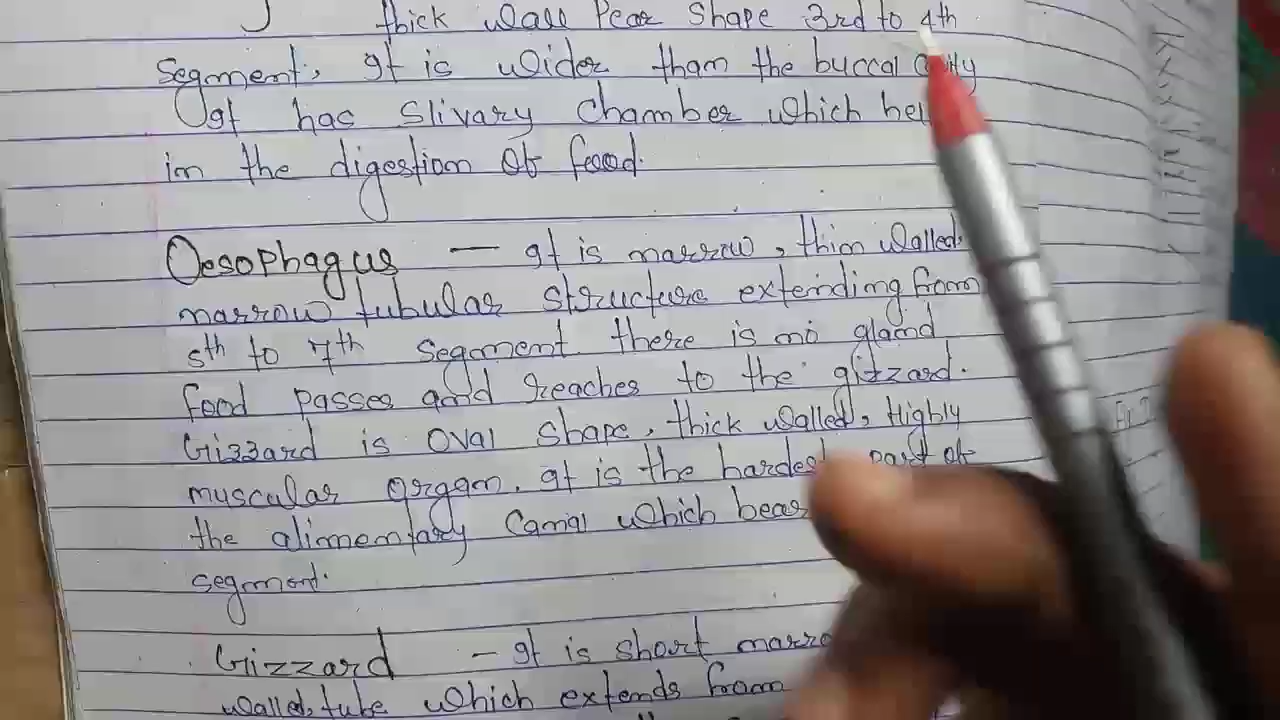 thick wall Pear Shape 3rd to 4th
Segment, It is wider than the buccal cavity
It has Slivary Chamber which
in the digestion of food.
Oesophagus — It is narrow, thin walled,
narrow tubular structure extending from
5th to 7th segment there is no gland
food passes and reaches to the gizzard.
Gizzard is oval shape, thick walled, Highly
muscular organ. It is the hardest part of
the alimentary canal which
segment.
Gizzard - It is short
walled, tube which extends from